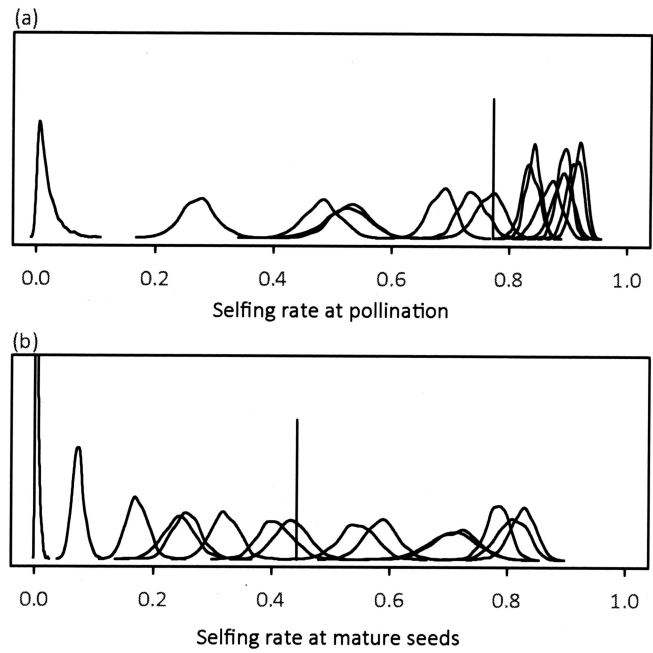 (a)
0.0 0.2 0.4 0.6 0.8 1.0
Selfing rate at pollination
(b)
0.0 0.2 0.4 0.6 0.8 1.0
Selfing rate at mature seeds